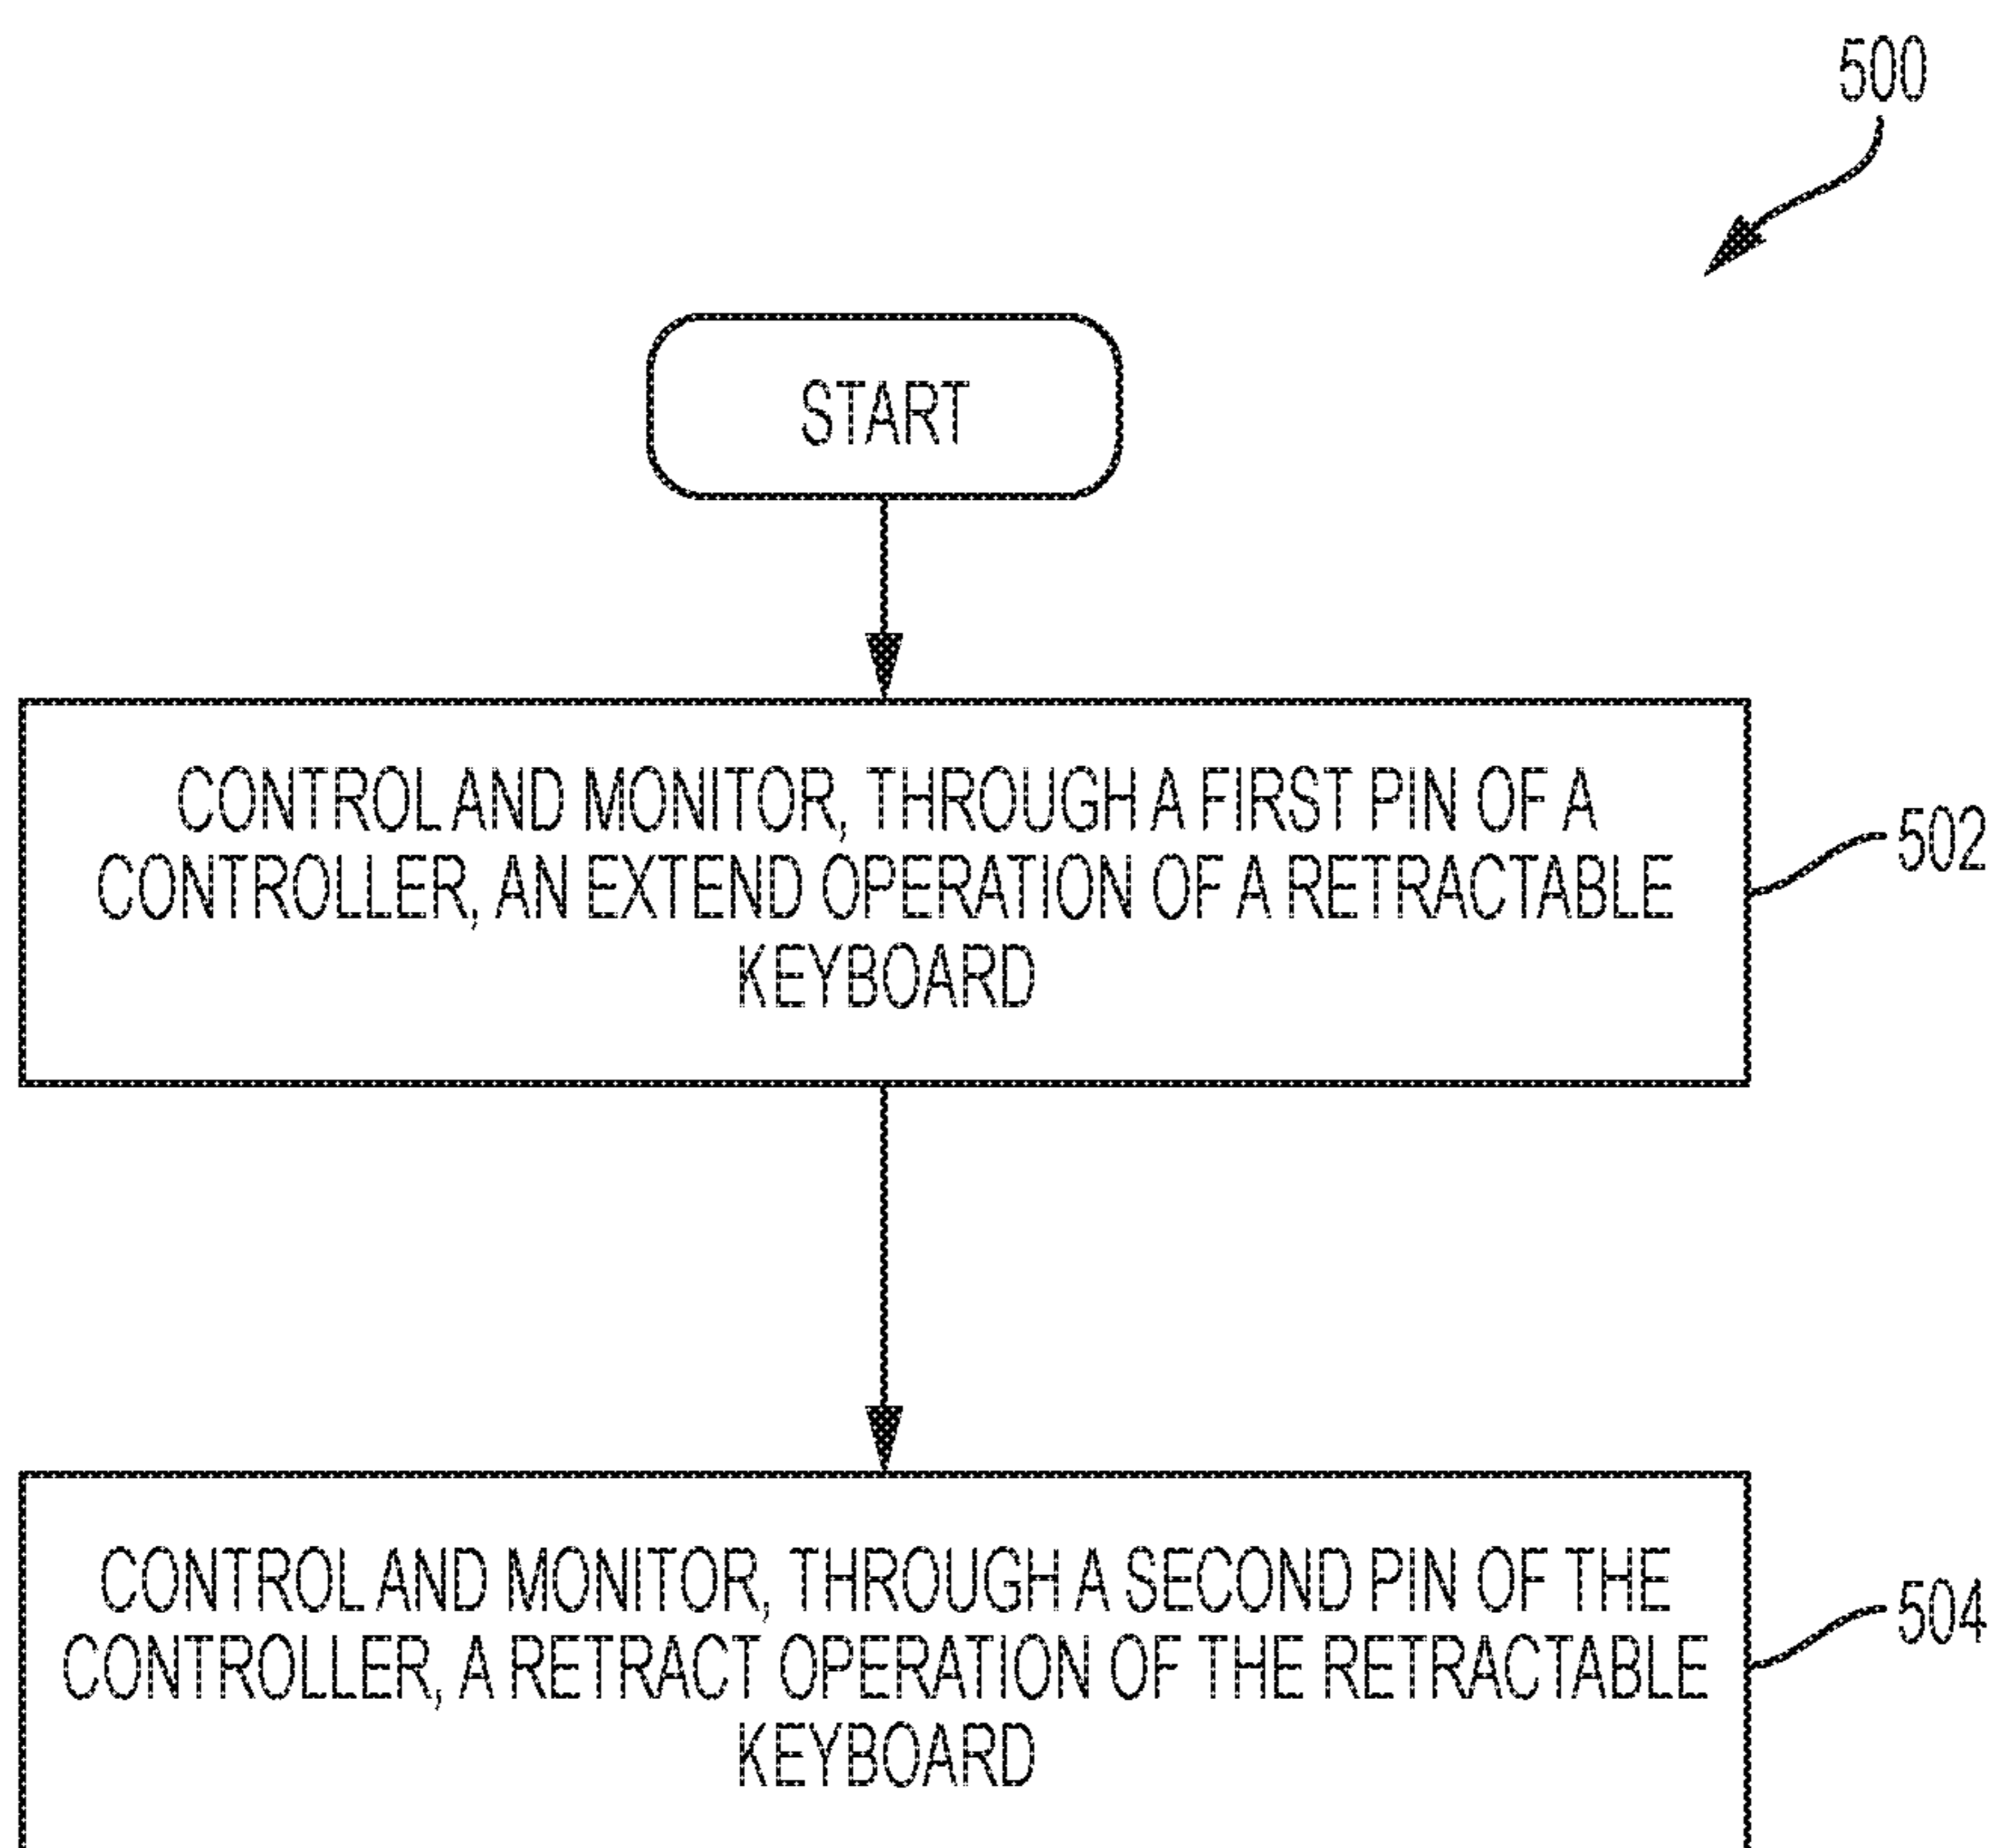 500
START
CONTROL AND MONITOR, THROUGH A FIRST PIN OF A
CONTROLLER, AN EXTEND OPERATION OF A RETRACTABLE
KEYBOARD
502
CONTROL AND MONITOR, THROUGH A SECOND PIN OF THE
CONTROLLER, A RETRACT OPERATION OF THE RETRACTABLE
KEYBOARD
504